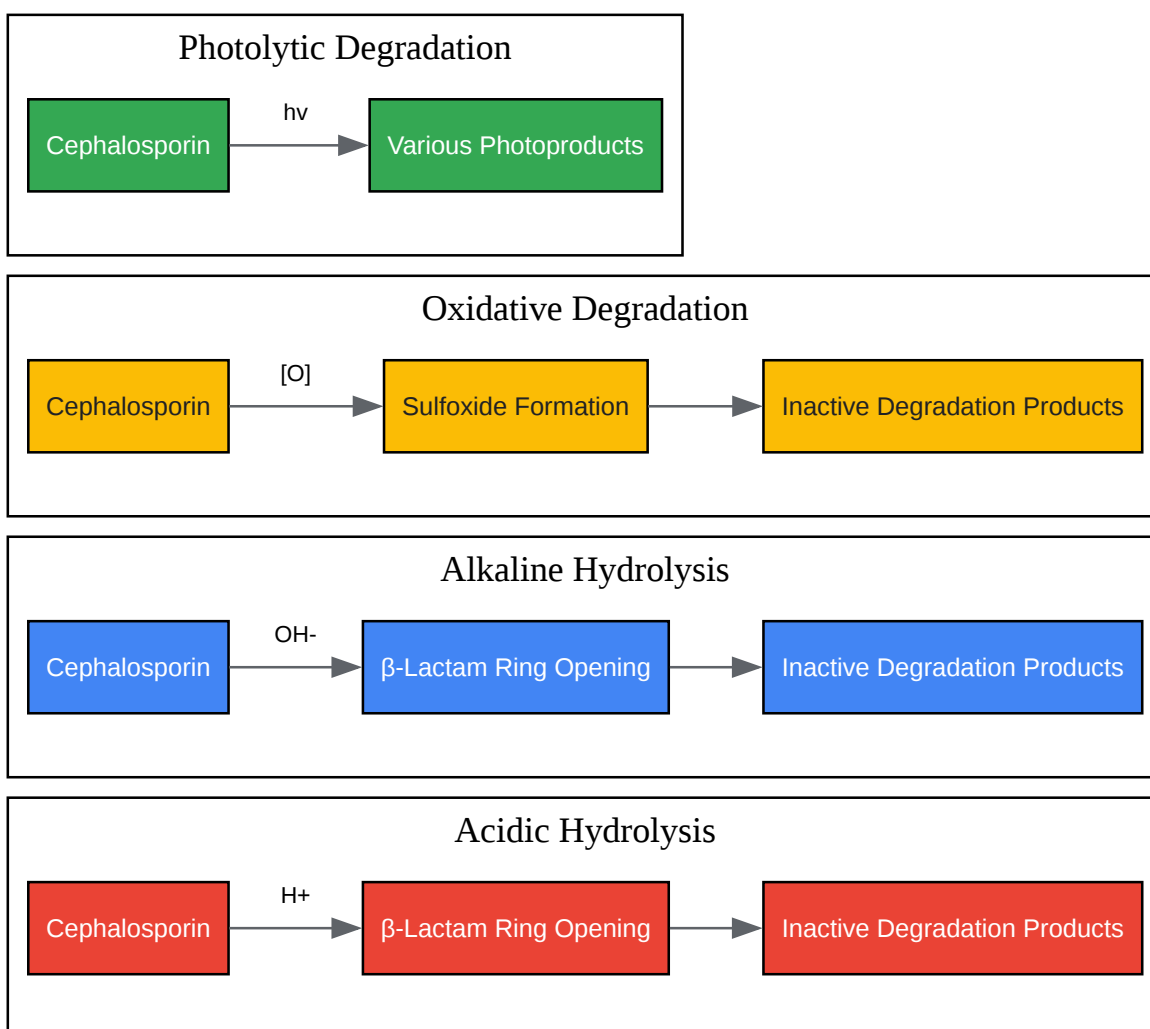 Photolytic Degradation
hv
Cephalosporin
Various Photoproducts
Oxidative Degradation
[O]
Cephalosporin
Sulfoxide Formation
Inactive Degradation Products
Alkaline Hydrolysis
OH-
Cephalosporin
β-Lactam Ring Opening
Inactive Degradation Products
Acidic Hydrolysis
H+
Cephalosporin
β-Lactam Ring Opening
Inactive Degradation Products